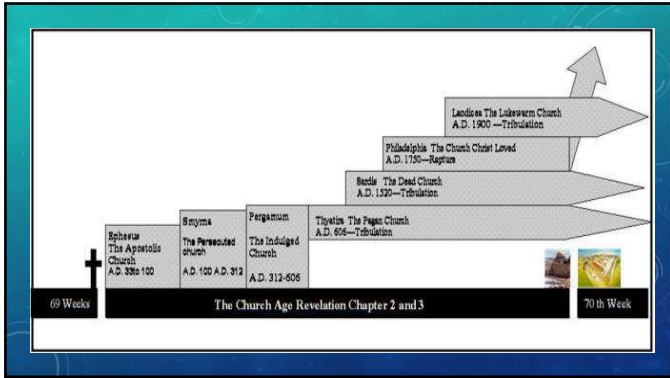 Laodicea The Lukewarm Church
A.D. 1900 —Tribulation
Philadelphia The Church Christ Loved
A.D. 1750—Rapture
Sardis The Dead Church
A.D. 1520—Tribulation
Thyatira The Pagan Church
A.D. 606—Tribulation
Pergamum
The Indulged
Church
A.D. 312-606
Smyrna
The Persecuted
church
A.D. 100 A.D. 312
Ephesus
The Apostolic
Church
A.D. 33to 100
69 Weeks
The Church Age Revelation Chapter 2 and 3
70 th Week